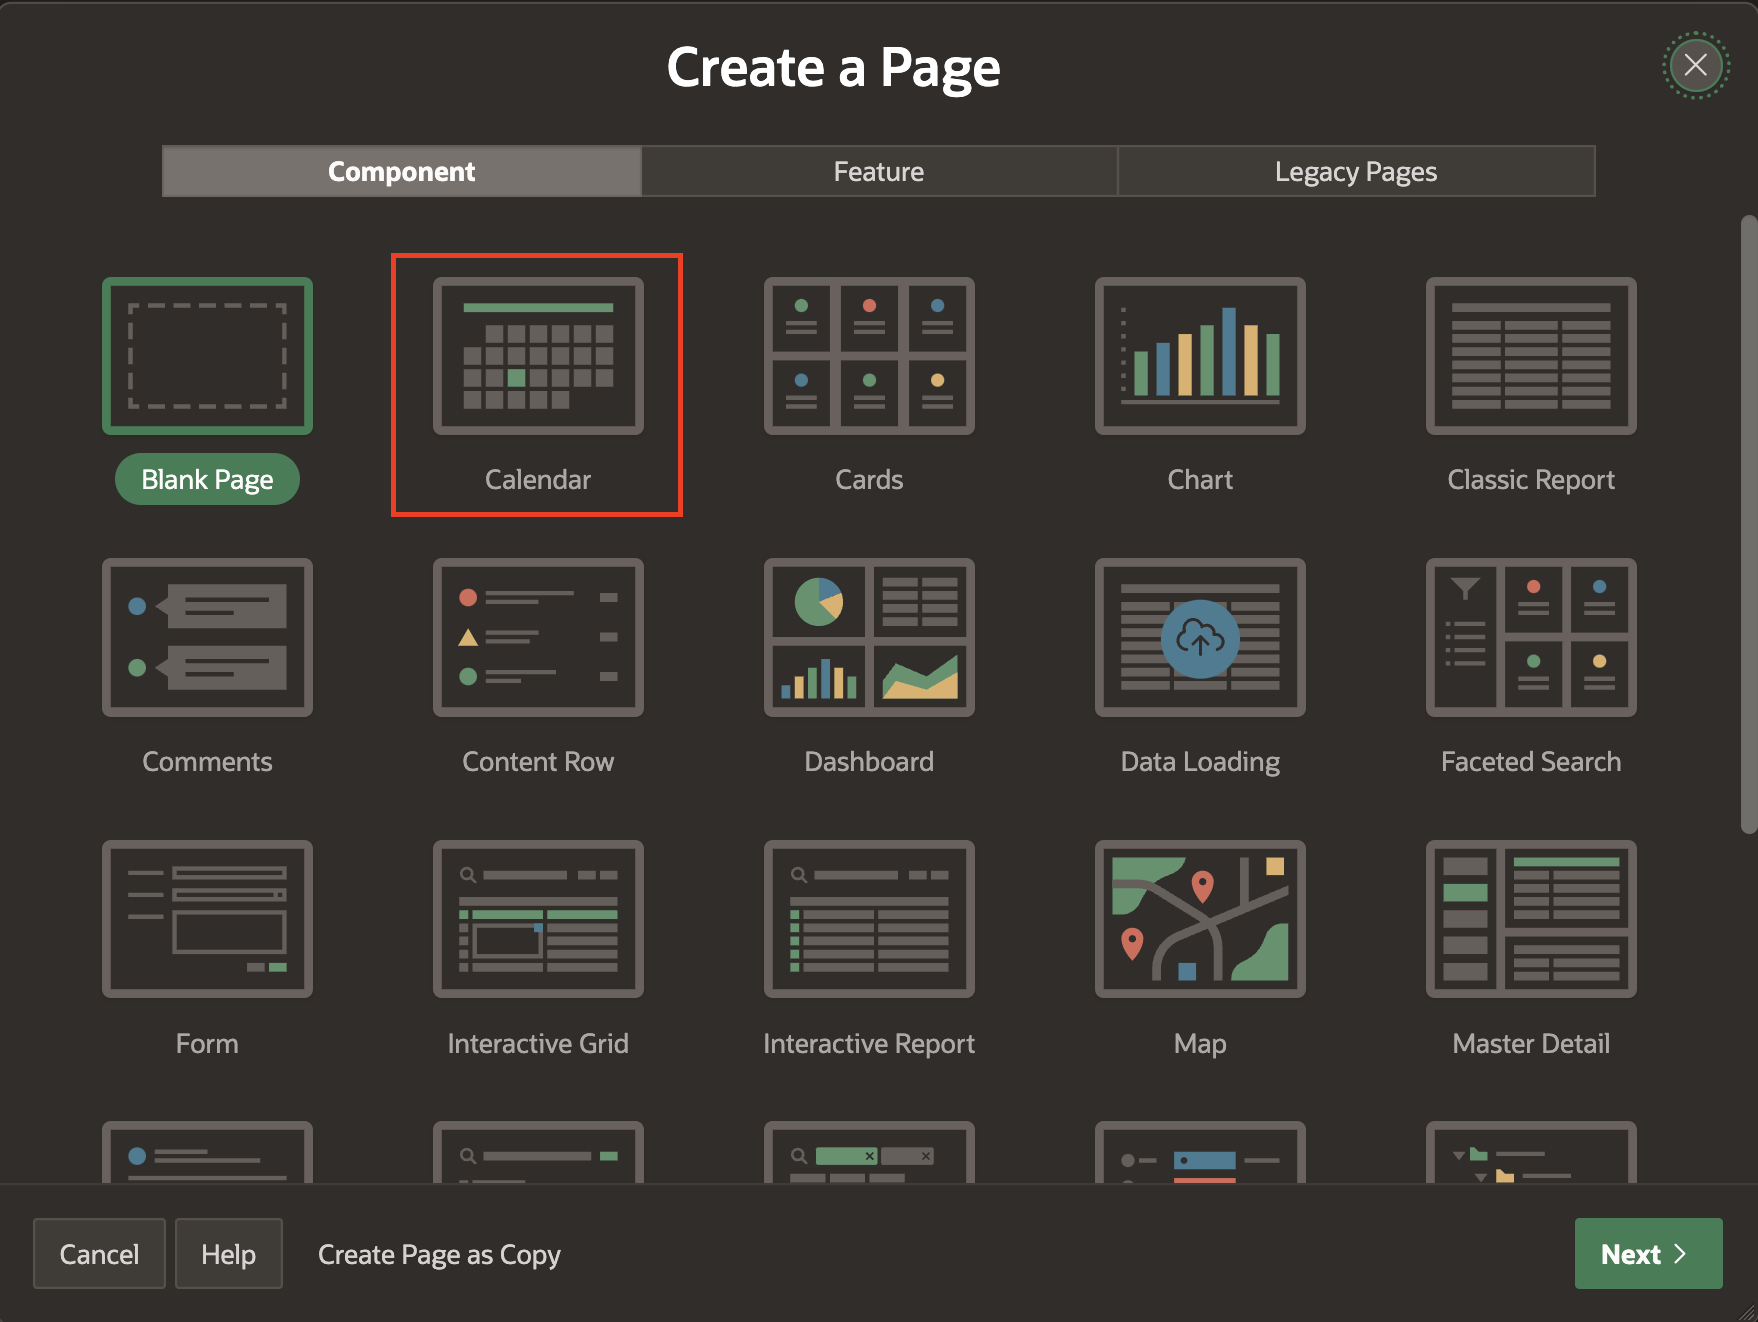 Create a Page
Component
Feature
Legacy Pages
Blank Page
Calendar
Cards
Chart
Classic Report
Comments
Content Row
Dashboard
Data Loading
Faceted Search
Form
Interactive Grid
Interactive Report
Map
Master Detail
Cancel
Help
Create Page as Copy
Next